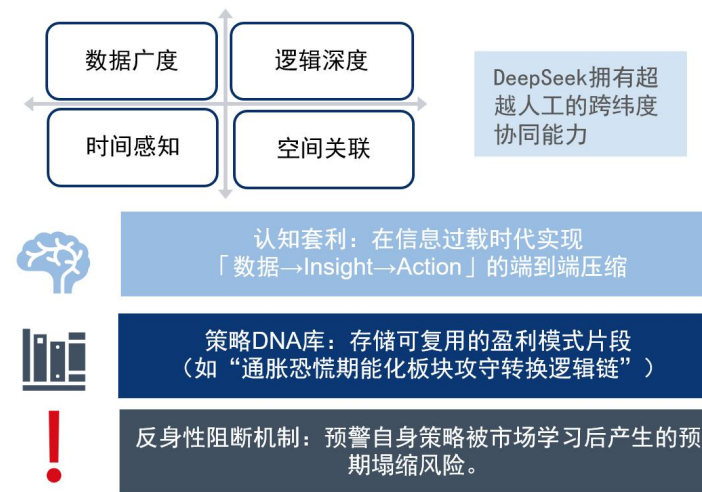 数据广度
逻辑深度
时间感知
空间关联
DeepSeek拥有超
越人工的跨纬度
协同能力
认知套利：在信息过载时代实现
「数据→Insight→Action」的端到端压缩
策略DNA库：存储可复用的盈利模式片段
（如“通胀恐慌期能化板块攻守转换逻辑链”）
反身性阻断机制：预警自身策略被市场学习后产生的预
期塌缩风险。